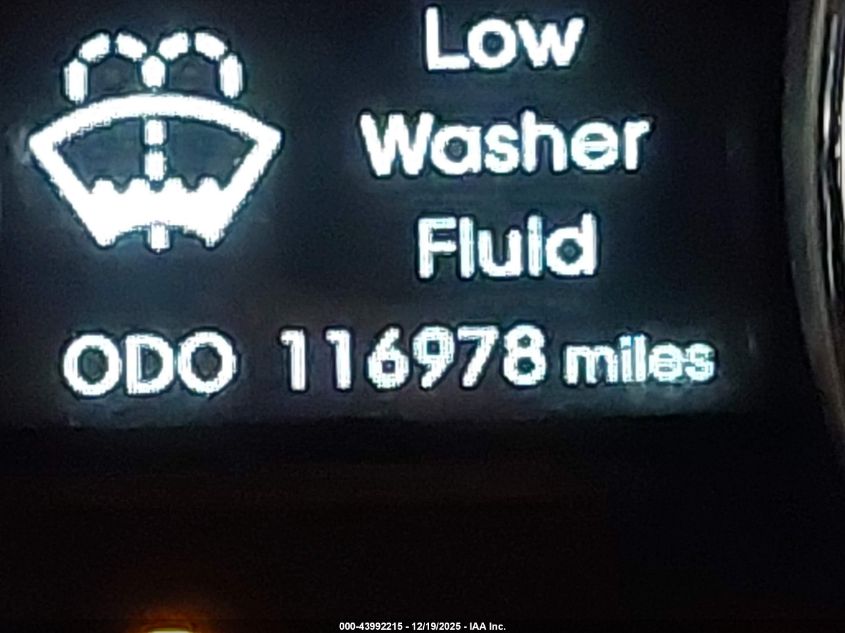 Low
Washer
Fluid
ODO 116978 miles
000-43992215 - 12/19/2025 - IAA Inc.